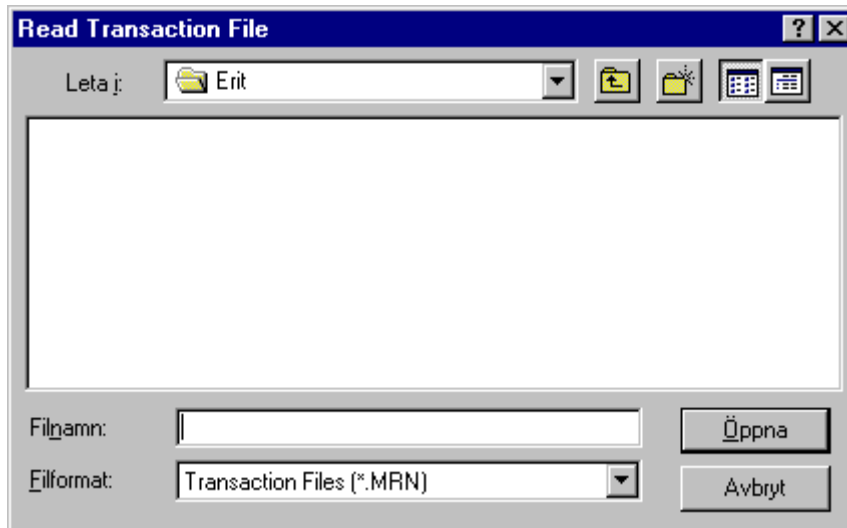 Read Transaction File
Leta i: Erit
Filnamn: Öppna
Filformat: Transaction Files (*.MRN) Avbryt